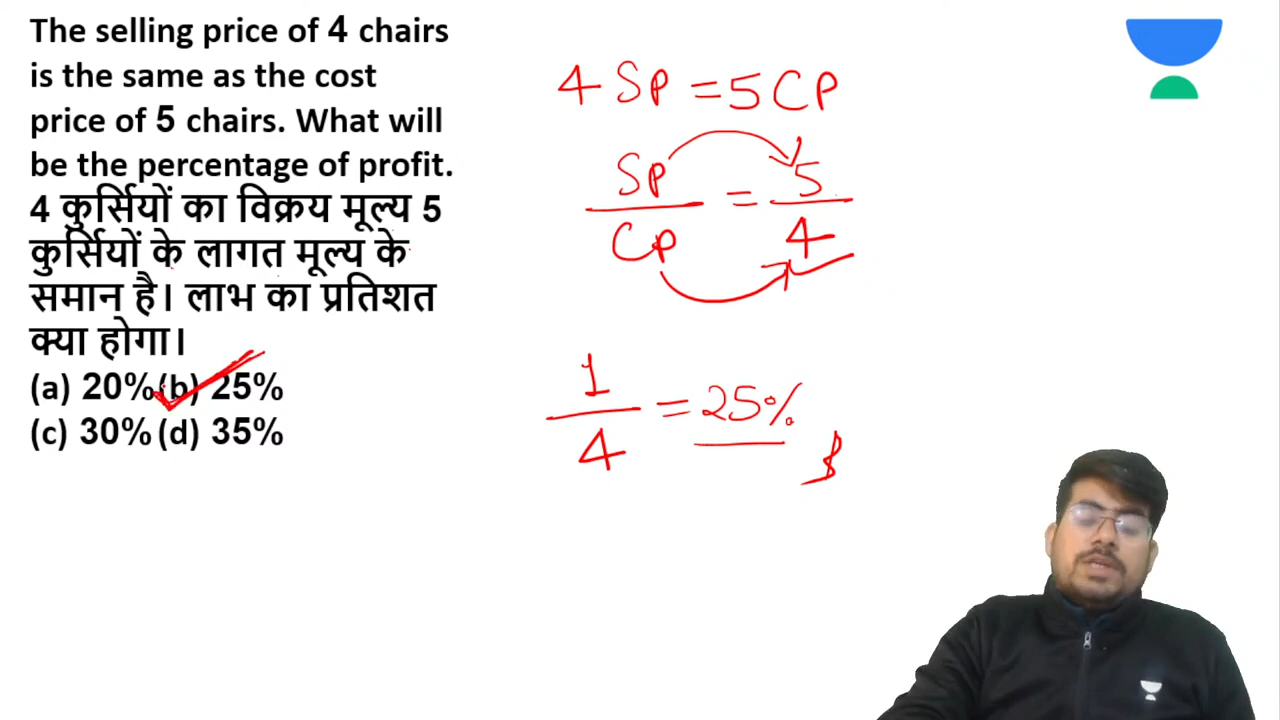 The selling price of 4 chairs
is the same as the cost
price of 5 chairs. What will
be the percentage of profit.
4 कुर्सियों का विक्रय मूल्य 5
कुर्सियों के लागत मूल्य के
समान है। लाभ का प्रतिशत
क्या होगा।
(a) 20% (b) 25%
(c) 30% (d) 35%
4 SP = 5 CP
SP = 5
CP 4
1 = 25%
4